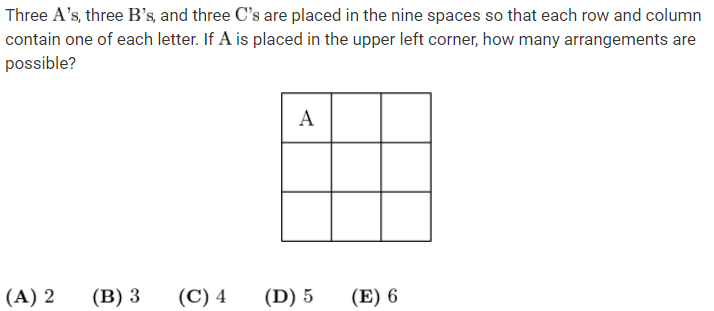 Three A's, three B's, and three C's are placed in the nine spaces so that each row and column
contain one of each letter. If A is placed in the upper left corner, how many arrangements are
possible?
A
(A) 2 (B) 3 (C) 4 (D) 5 (E) 6